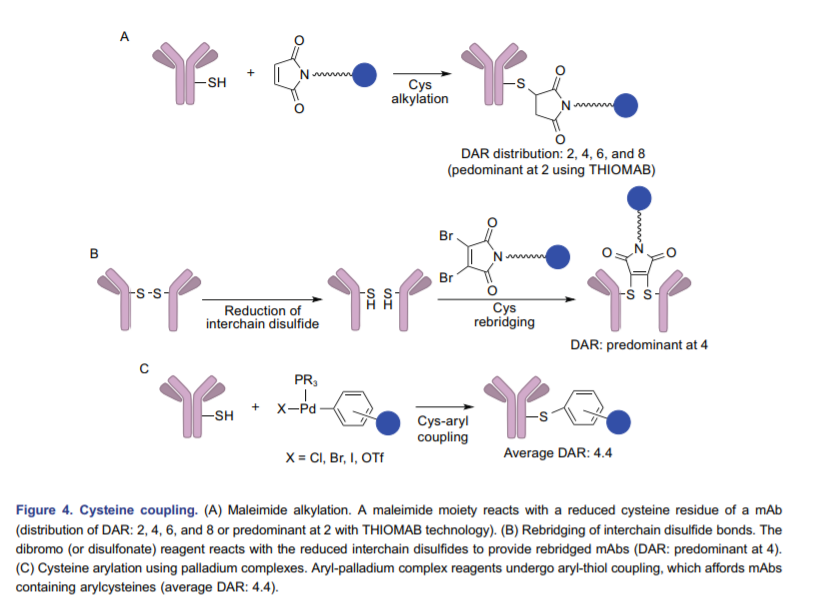 A
O
SH
+
N
O
Cys
alkylation
S
O
N
O
DAR distribution: 2, 4, 6, and 8
(pedominant at 2 using THIOMAB)
B
S-S
Reduction of
interchain disulfide
S S
H H
Br
O
N
Br
O
Cys
rebridging
N
O O
S S
DAR: predominant at 4
C
SH
+
PR3
X–Pd
X = Cl, Br, I, OTf
Cys-aryl
coupling
S
Average DAR: 4.4
Figure 4. Cysteine coupling. (A) Maleimide alkylation. A maleimide moiety reacts with a reduced cysteine residue of a mAb
(distribution of DAR: 2, 4, 6, and 8 or predominant at 2 with THIOMAB technology). (B) Rebridging of interchain disulfide bonds. The
dibromo (or disulfonate) reagent reacts with the reduced interchain disulfides to provide rebridged mAbs (DAR: predominant at 4).
(C) Cysteine arylation using palladium complexes. Aryl-palladium complex reagents undergo aryl-thiol coupling, which affords mAbs
containing arylcysteines (average DAR: 4.4).